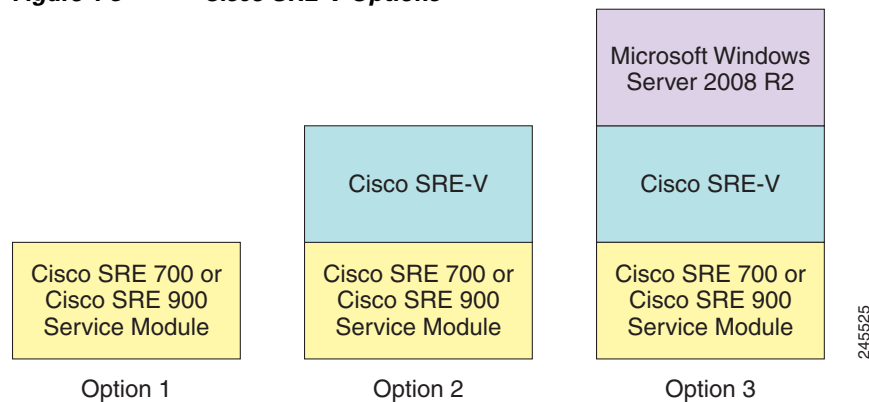 Figure
Cisco SRE-V Options
Microsoft Windows
Server 2008 R2
Cisco SRE-V
Cisco SRE-V
Cisco SRE 700 or
Cisco SRE 900
Service Module
Cisco SRE 700 or
Cisco SRE 900
Service Module
Cisco SRE 700 or
Cisco SRE 900
Service Module
245525
Option 1
Option 2
Option 3